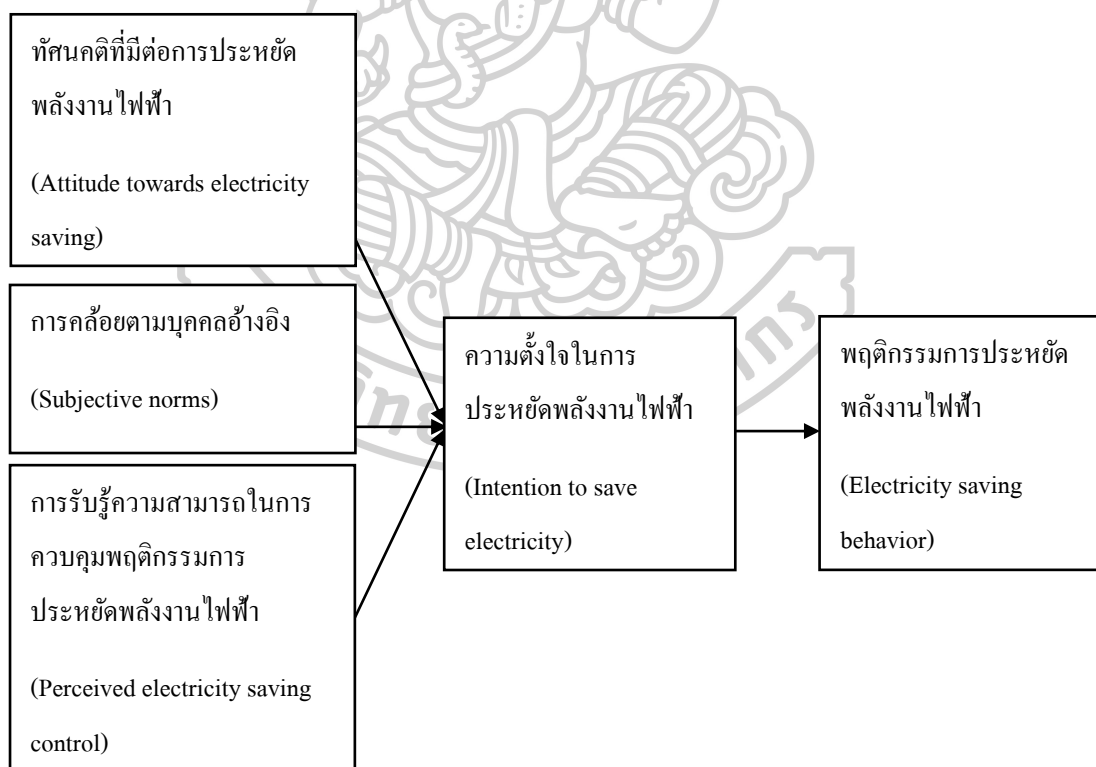 ทัศนคติที่มีต่อการประหยัด
พลังงานไฟฟ้า
(Attitude towards electricity
saving)
การคล้อยตามบุคคลอ้างอิง
(Subjective norms)
การรับรู้ความสามารถในการ
ควบคุมพฤติกรรมการ
ประหยัดพลังงานไฟฟ้า
(Perceived electricity saving
control)
ความตั้งใจในการ
ประหยัดพลังงานไฟฟ้า
(Intention to save
electricity)
พฤติกรรมการประหยัด
พลังงานไฟฟ้า
(Electricity saving
behavior)